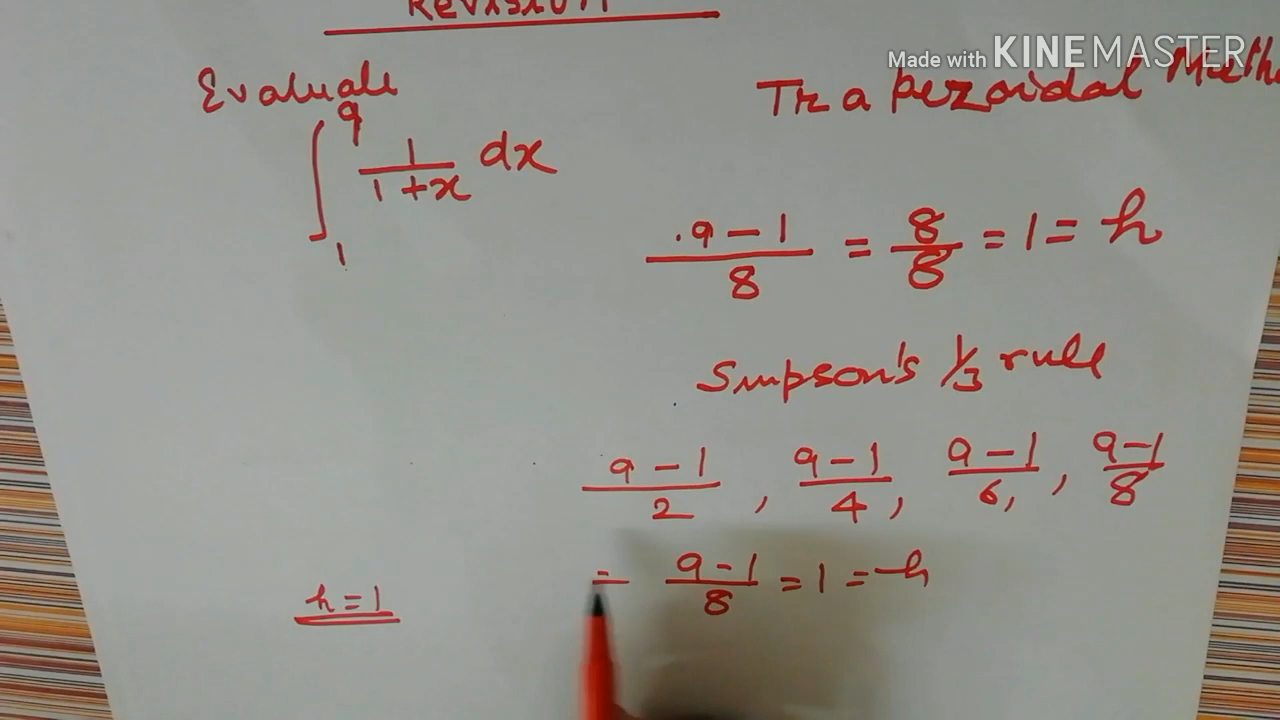 Revision
Made with KINEMASTER
Evaluate
∫₁⁹ 1/(1+x) dx
Trapezoidal
(9-1)/8 = 8/8 = 1 = h
Simpson's 1/3 rule
(9-1)/2, (9-1)/4, (9-1)/6, (9-1)/8
= (9-1)/8 = 1 = h
h = 1